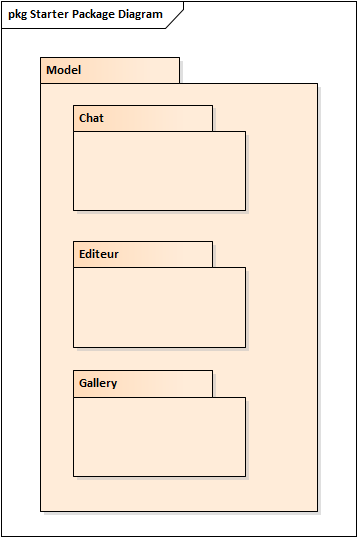 pkg Starter Package Diagram
Model
Chat
Editeur
Gallery